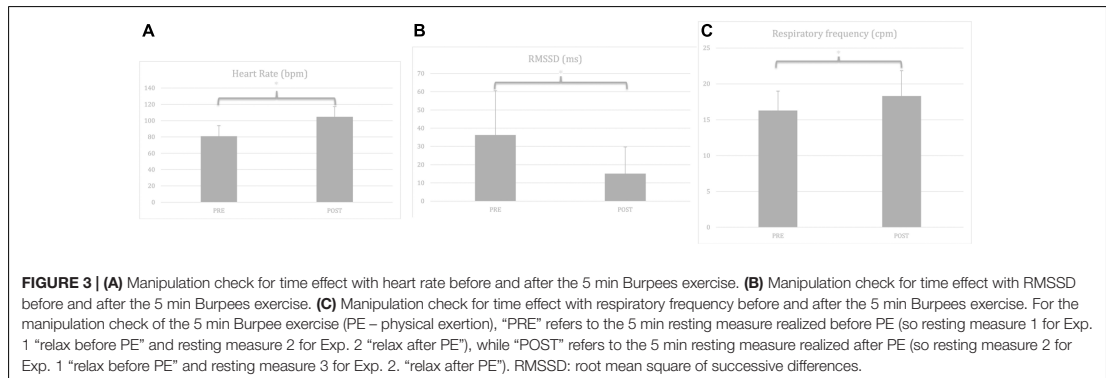 A
Heart Rate (bpm)
*
140
120
100
80
60
40
20
0
PRE
POST
B
RMSSD (ms)
*
70
60
50
40
30
20
10
0
PRE
POST
C
Respiratory frequency (cpm)
*
25
20
15
10
5
0
PRE
POST
FIGURE 3 | (A) Manipulation check for time effect with heart rate before and after the 5 min Burpees exercise. (B) Manipulation check for time effect with RMSSD
before and after the 5 min Burpees exercise. (C) Manipulation check for time effect with respiratory frequency before and after the 5 min Burpees exercise. For the
manipulation check of the 5 min Burpee exercise (PE – physical exertion), “PRE” refers to the 5 min resting measure realized before PE (so resting measure 1 for Exp.
1 “relax before PE” and resting measure 2 for Exp. 2 “relax after PE”), while “POST” refers to the 5 min resting measure realized after PE (so resting measure 2 for
Exp. 1 “relax before PE” and resting measure 3 for Exp. 2. “relax after PE”). RMSSD: root mean square of successive differences.